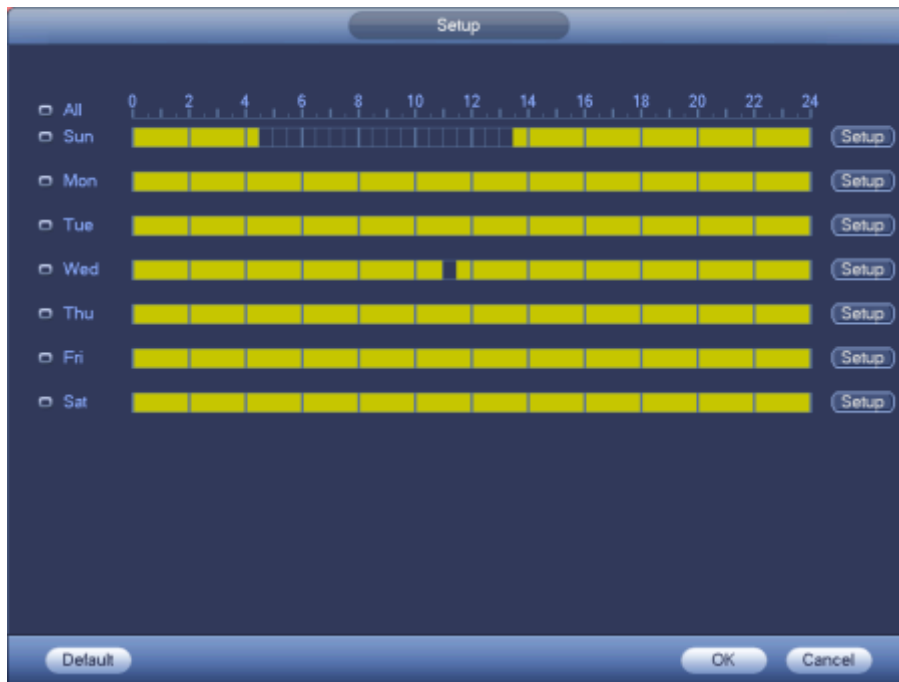 Setup
All 0 2 4 6 8 10 12 14 16 18 20 22 24
Sun Setup
Mon Setup
Tue Setup
Wed Setup
Thu Setup
Fri Setup
Sat Setup
Default OK Cancel